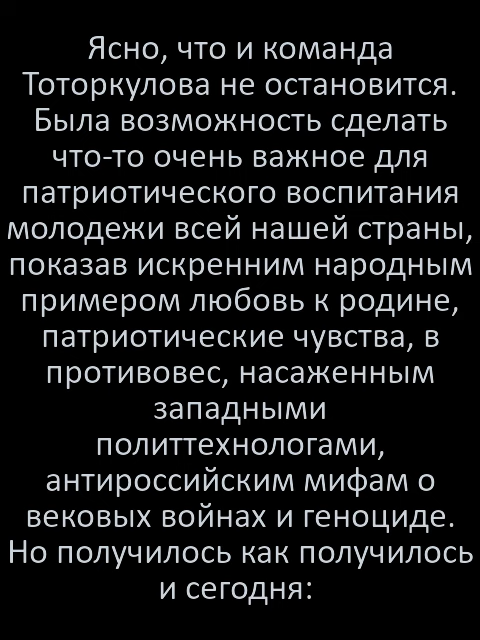 Ясно, что и команда
Тоторкулова не остановится.
Была возможность сделать
что-то очень важное для
патриотического воспитания
молодежи всей нашей страны,
показав искренним народным
примером любовь к родине,
патриотические чувства, в
противовес, насаженным
западными
политтехнологами,
антироссийским мифам о
вековых войнах и геноциде.
Но получилось как получилось
и сегодня: